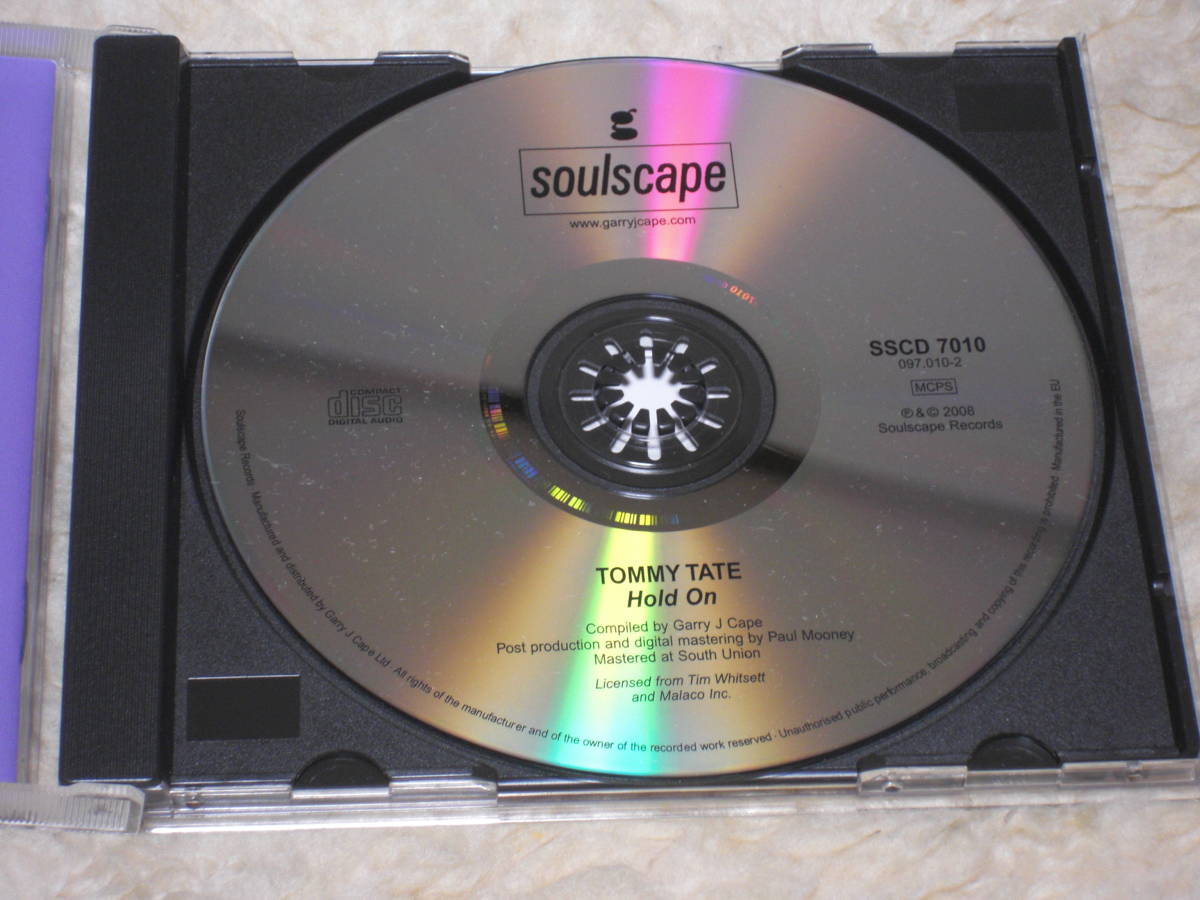 g
soulscape
www.garryjcape.com
SSCD 7010
097.010-2
MCPS
℗ & © 2008
Soulscape Records
COMPACT
disc
DIGITAL AUDIO
TOMMY TATE
Hold On
Compiled by Garry J Cape
Post production and digital mastering by Paul Mooney
Mastered at South Union
Licensed from Tim Whitsett
and Malaco Inc.
Soulscape Records · Manufactured and distributed by Garry J Cape Ltd · All rights of the manufacturer and of the owner of the recorded work reserved · Unauthorised public performance, broadcasting and copying of this recording is prohibited · Manufactured in the EU